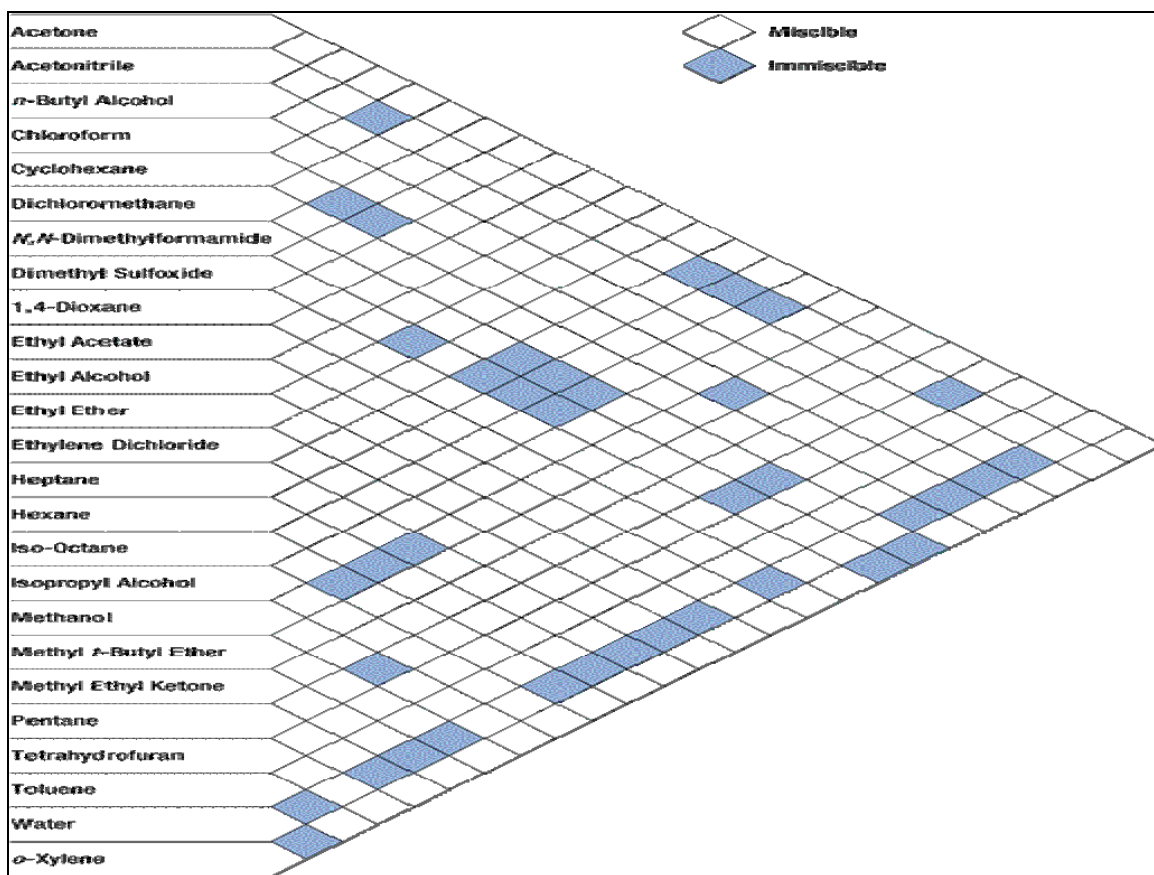 Acetone
Miscible
Acetonitrile
Immiscible
n-Butyl Alcohol
Chloroform
Cyclohexane
Dichloromethane
N,N-Dimethylformamide
Dimethyl Sulfoxide
1,4-Dioxane
Ethyl Acetate
Ethyl Alcohol
Ethyl Ether
Ethylene Dichloride
Heptane
Hexane
Iso-Octane
Isopropyl Alcohol
Methanol
Methyl t-Butyl Ether
Methyl Ethyl Ketone
Pentane
Tetrahydrofuran
Toluene
Water
o-Xylene